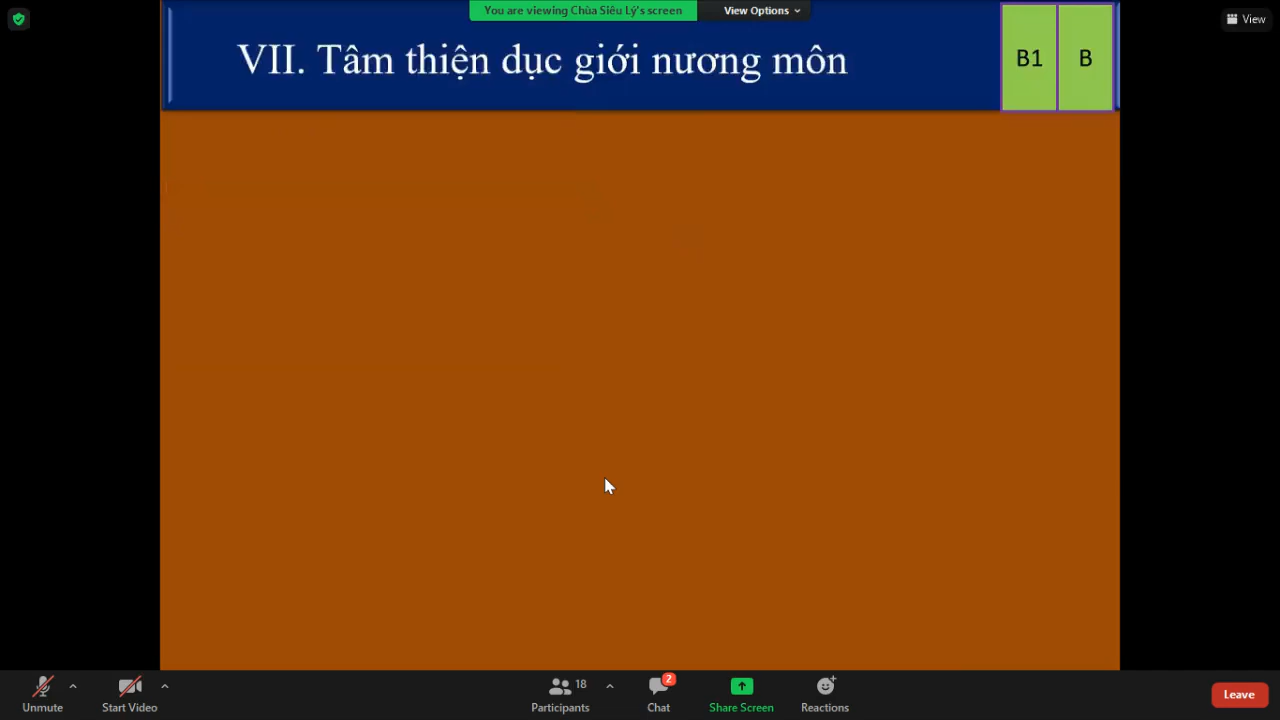 You are viewing Chùa Siêu Lý's screen
View Options
View
VII. Tâm thiện dục giới nương môn
B1
B
Unmute
Start Video
18
Participants
2
Chat
Share Screen
Reactions
Leave